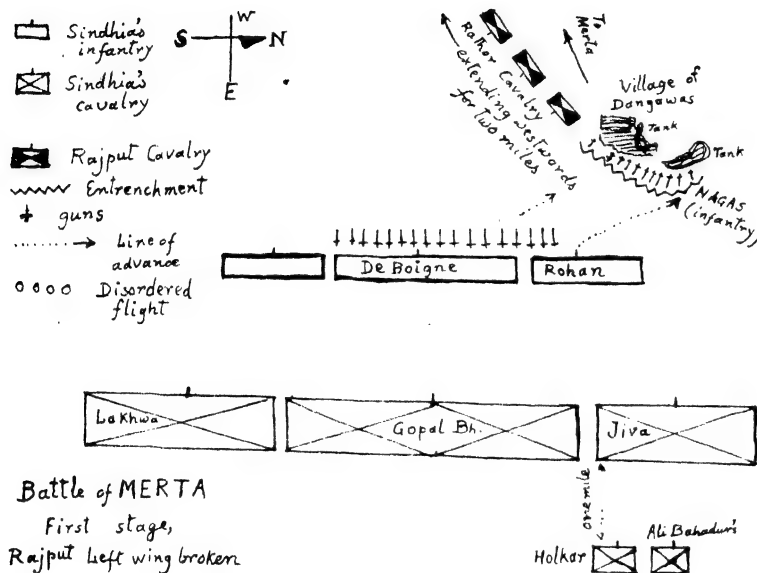 Sindhia's
infantry
Sindhia's
cavalry
Rajput Cavalry
Entrenchment
guns
Line of
advance
Disordered
flight
W
S
N
E
Rathor Cavalry
extending westwards
for two miles
To
Merta
Village of
Dangawas
Tank
Tank
NAGAS
(infantry)
De Boigne
Rohan
Lakhwa
Gopal Bh.
Jiva
one mile
Holkar
Ali Bahadur's
Battle of MERTA
First stage,
Rajput Left wing broken